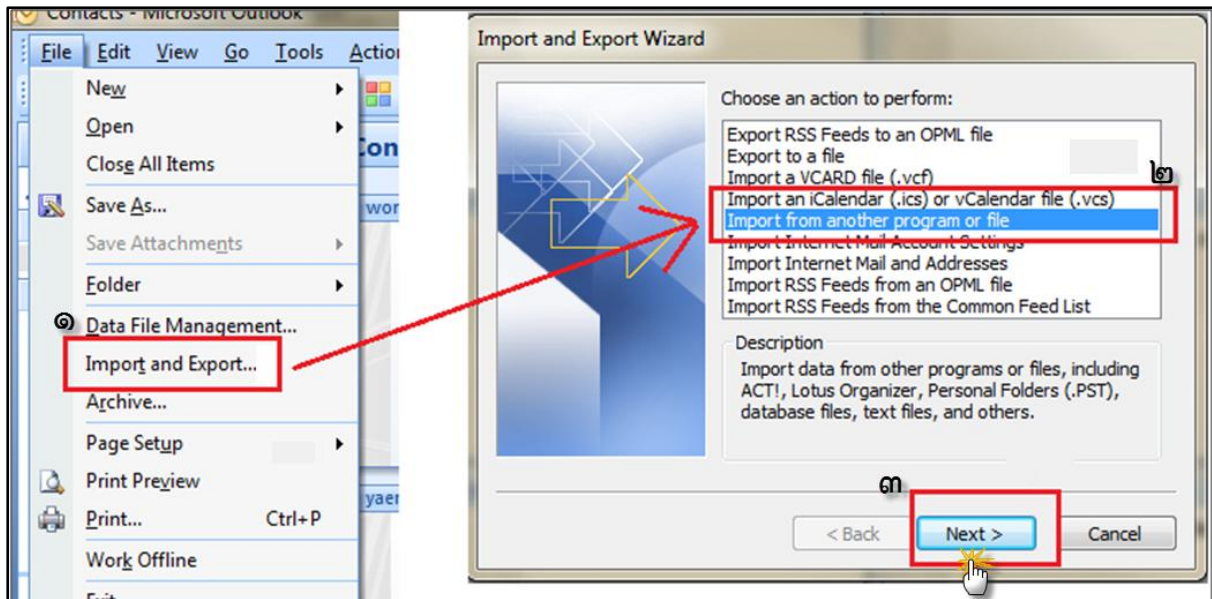 Contacts - Microsoft Outlook
File Edit View Go Tools Action
New
Open
Close All Items
Save As...
Save Attachments
Folder
๑
Data File Management...
Import and Export...
Archive...
Page Setup
Print Preview
Print... Ctrl+P
Work Offline
Exit
Con
wor
yaer
Import and Export Wizard
Choose an action to perform:
Export RSS Feeds to an OPML file
Export to a file
Import a VCARD file (.vcf)
๒
Import an iCalendar (.ics) or vCalendar file (.vcs)
Import from another program or file
Import Internet Mail Account Settings
Import Internet Mail and Addresses
Import RSS Feeds from an OPML file
Import RSS Feeds from the Common Feed List
Description
Import data from other programs or files, including
ACT!, Lotus Organizer, Personal Folders (.PST),
database files, text files, and others.
๓
< Back Next > Cancel